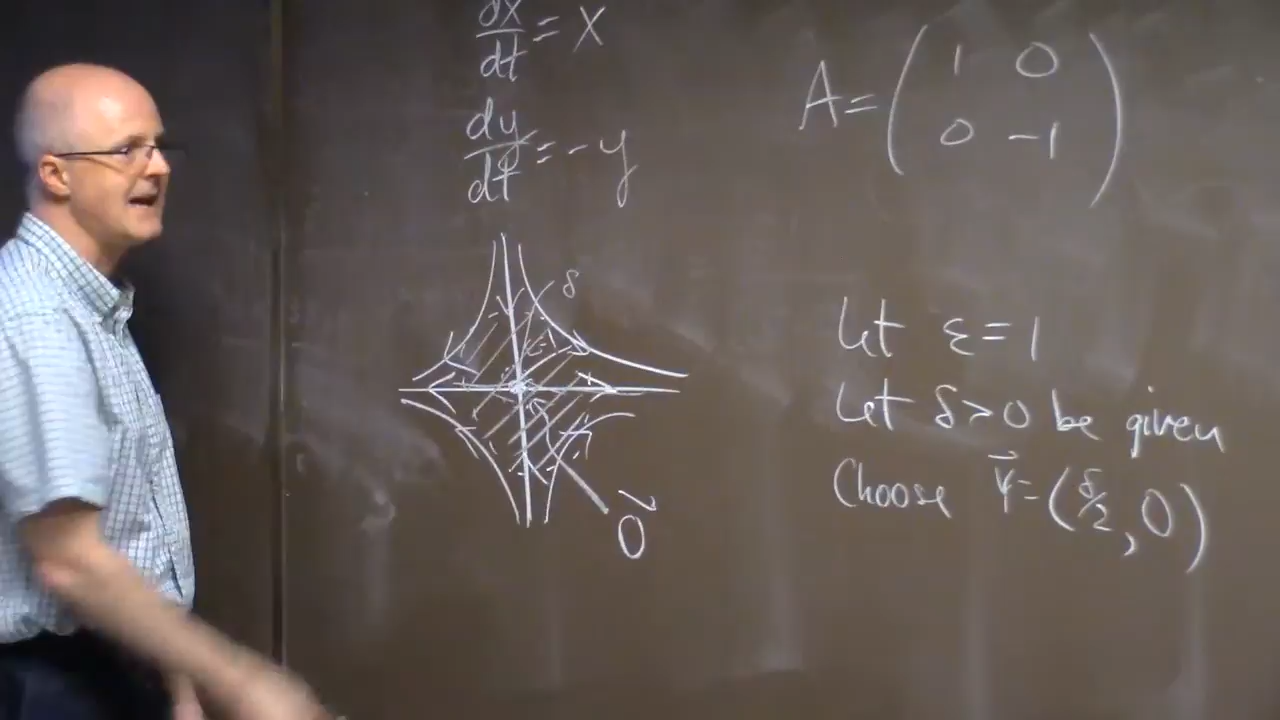 dx/dt = x
dy/dt = -y
A = ( 1 0
0 -1 )
δ
0⃗
Let ε = 1
Let δ > 0 be given
Choose ψ⃗ = (δ/2, 0)